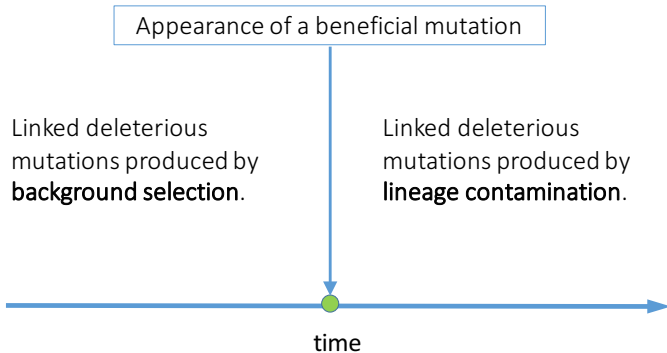 Appearance of a beneficial mutation
Linked deleterious
mutations produced by
background selection.
Linked deleterious
mutations produced by
lineage contamination.
time